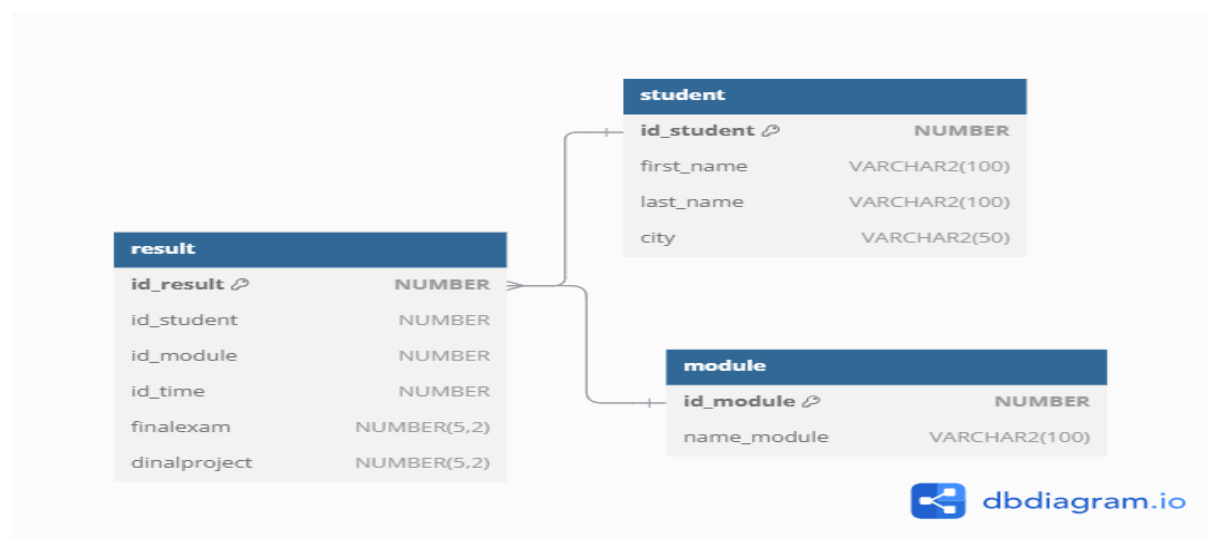 student
id_student NUMBER
first_name VARCHAR2(100)
last_name VARCHAR2(100)
city VARCHAR2(50)
result
id_result NUMBER
id_student NUMBER
id_module NUMBER
id_time NUMBER
finalexam NUMBER(5,2)
dinalproject NUMBER(5,2)
module
id_module NUMBER
name_module VARCHAR2(100)
dbdiagram.io